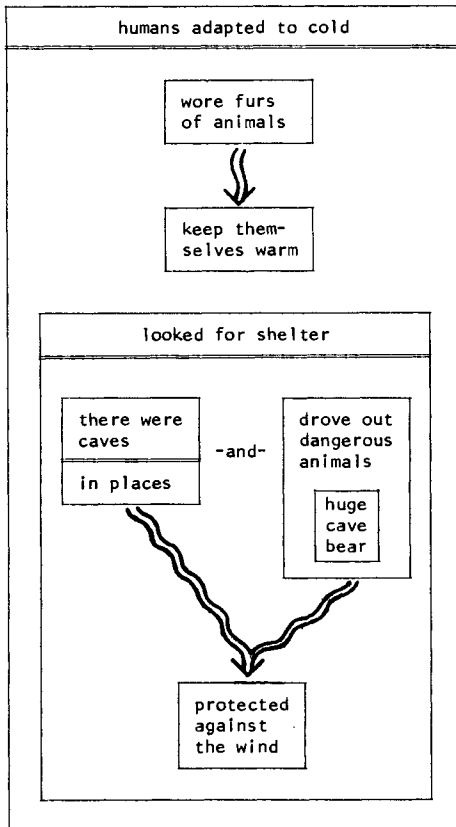 humans adapted to cold
wore furs
of animals
keep them-
selves warm
looked for shelter
there were
caves
in places
-and-
drove out
dangerous
animals
huge
cave
bear
protected
against
the wind